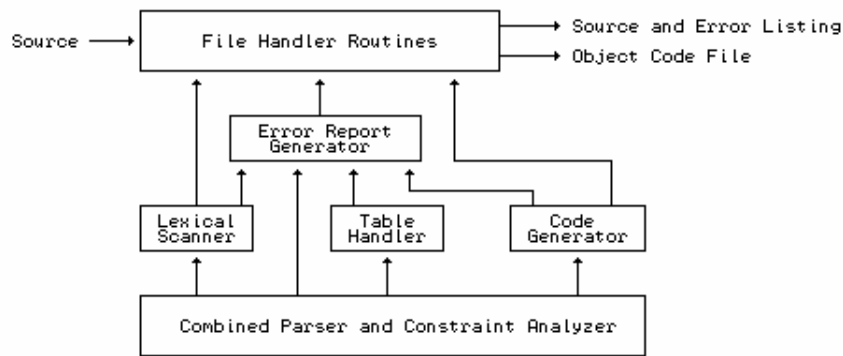 Source
File Handler Routines
Source and Error Listing
Object Code File
Error Report
Generator
Lexical
Scanner
Table
Handler
Code
Generator
Combined Parser and Constraint Analyzer